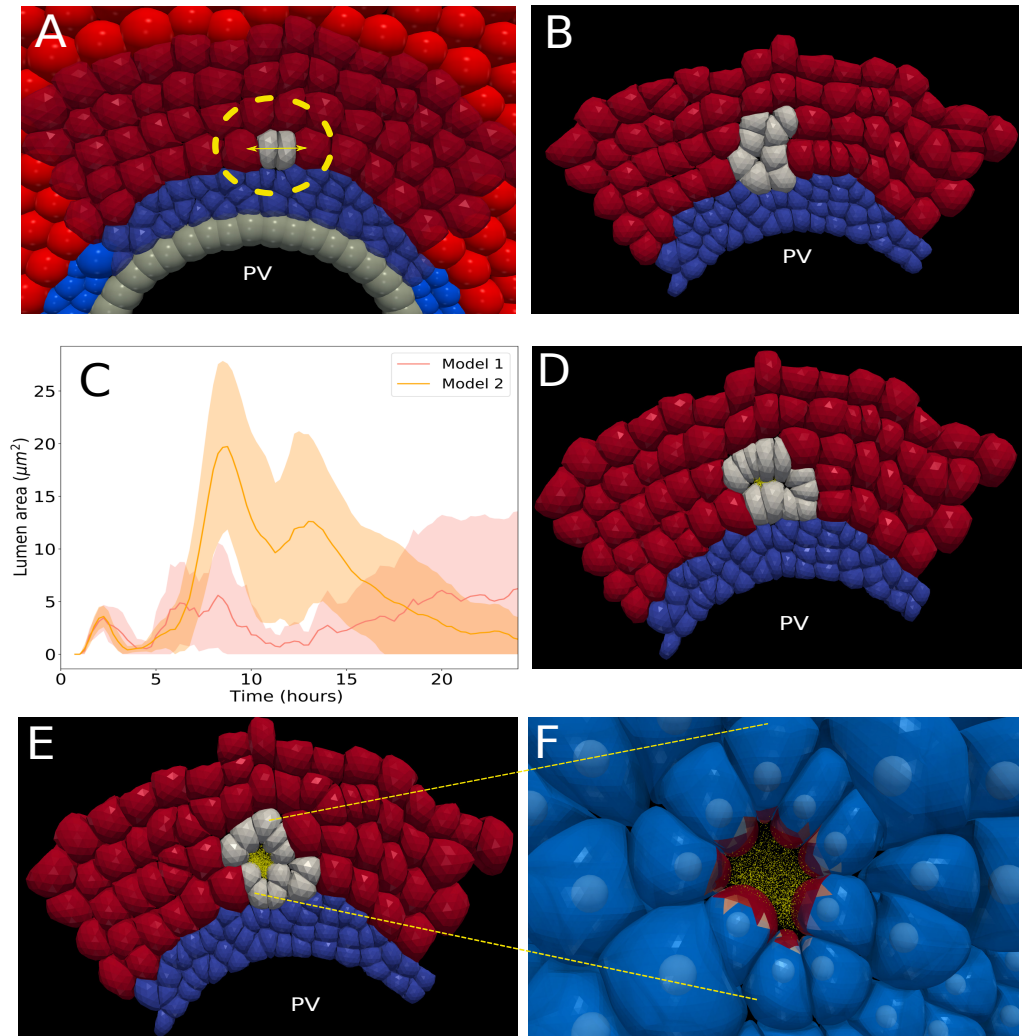 A
PV
B
PV
C
Model 1
Model 2
Lumen area (μm²)
25
20
15
10
5
0
0 5 10 15 20
Time (hours)
D
PV
E
PV
F